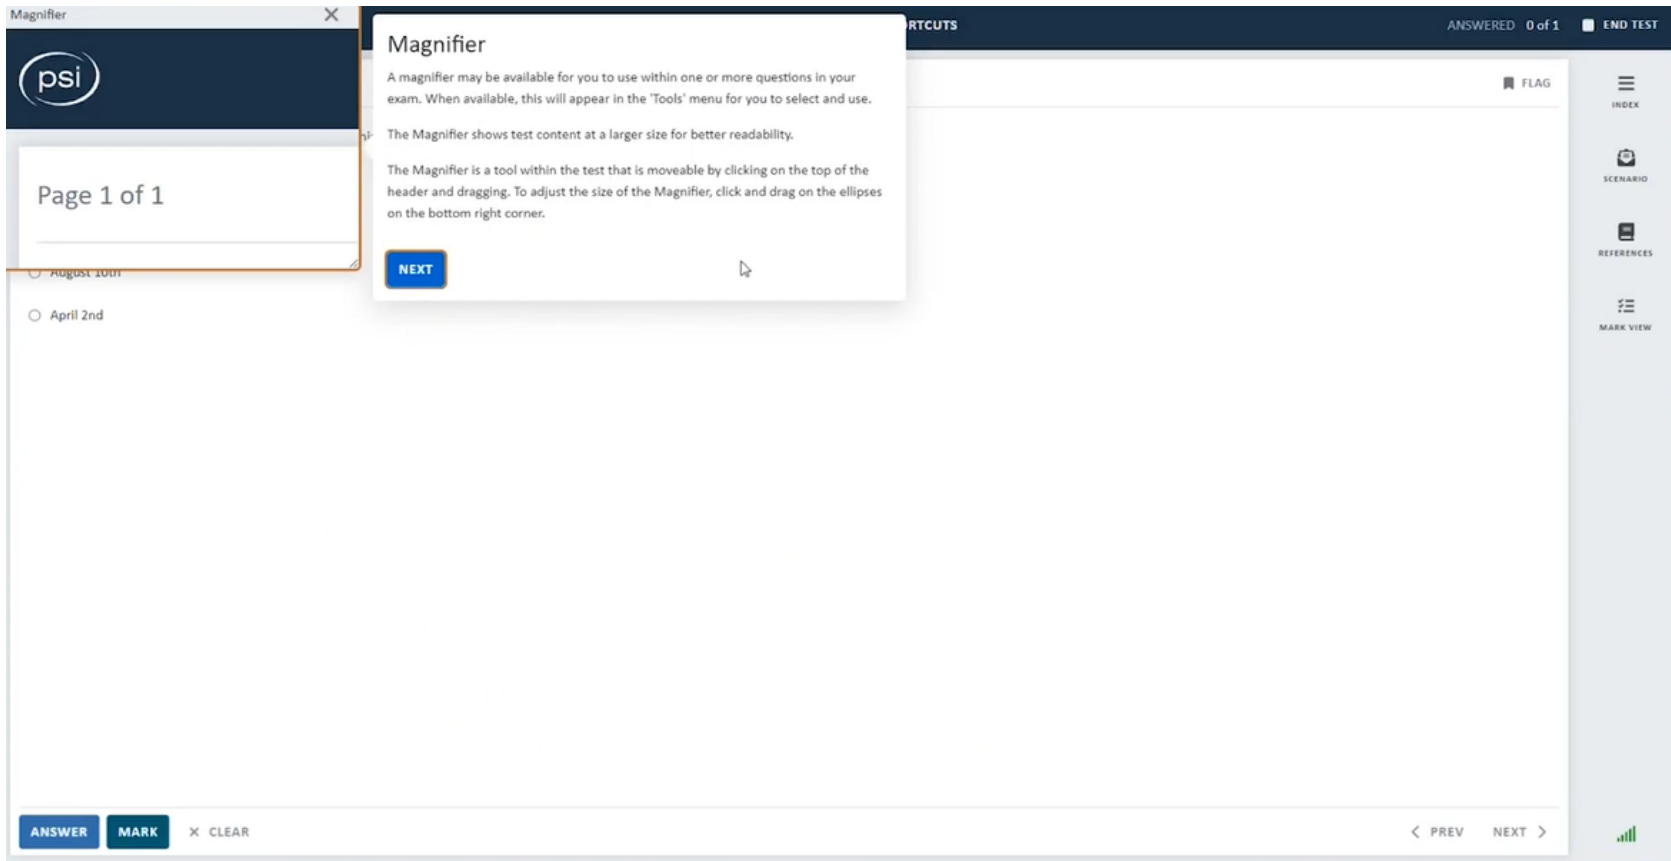 Magnifier
psi
Page 1 of 1
August 10th
April 2nd
Magnifier
A magnifier may be available for you to use within one or more questions in your
exam. When available, this will appear in the 'Tools' menu for you to select and use.
The Magnifier shows test content at a larger size for better readability.
The Magnifier is a tool within the test that is moveable by clicking on the top of the
header and dragging. To adjust the size of the Magnifier, click and drag on the ellipses
on the bottom right corner.
NEXT
RTCUTS
ANSWERED 0 of 1
END TEST
FLAG
INDEX
SCENARIO
REFERENCES
MARK VIEW
ANSWER
MARK
CLEAR
PREV
NEXT